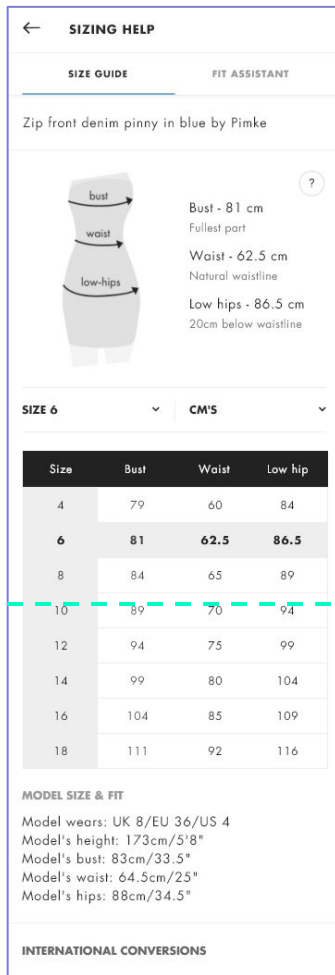 SIZING HELP
SIZE GUIDE FIT ASSISTANT
Zip front denim pinny in blue by Pimke
?
bust
waist
low-hips
Bust - 81 cm
Fullest part
Waist - 62.5 cm
Natural waistline
Low hips - 86.5 cm
20cm below waistline
SIZE 6 CM'S
Size Bust Waist Low hip
4 79 60 84
6 81 62.5 86.5
8 84 65 89
10 89 70 94
12 94 75 99
14 99 80 104
16 104 85 109
18 111 92 116
MODEL SIZE & FIT
Model wears: UK 8/EU 36/US 4
Model's height: 173cm/5'8"
Model's bust: 83cm/33.5"
Model's waist: 64.5cm/25"
Model's hips: 88cm/34.5"
INTERNATIONAL CONVERSIONS